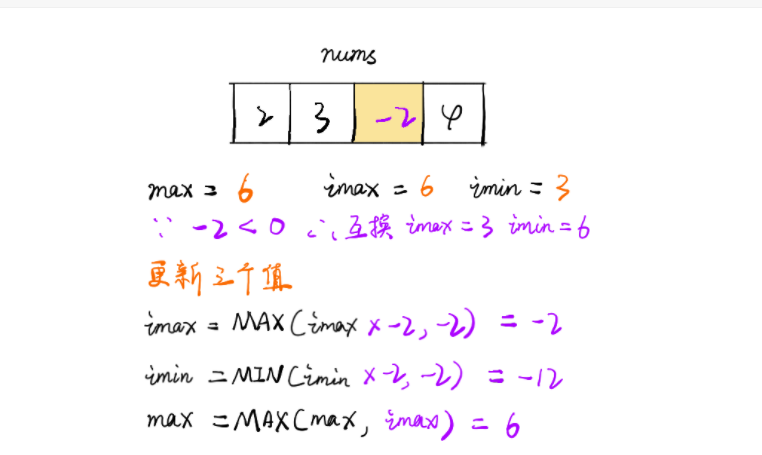 nums
2 3 -2 4
max = 6 imax = 6 imin = 3
∵ -2 < 0 ∴ 互换 imax = 3 imin = 6
更新三个值
imax = MAX(imax x -2, -2) = -2
imin = MIN(imin x -2, -2) = -12
max = MAX(max, imax) = 6